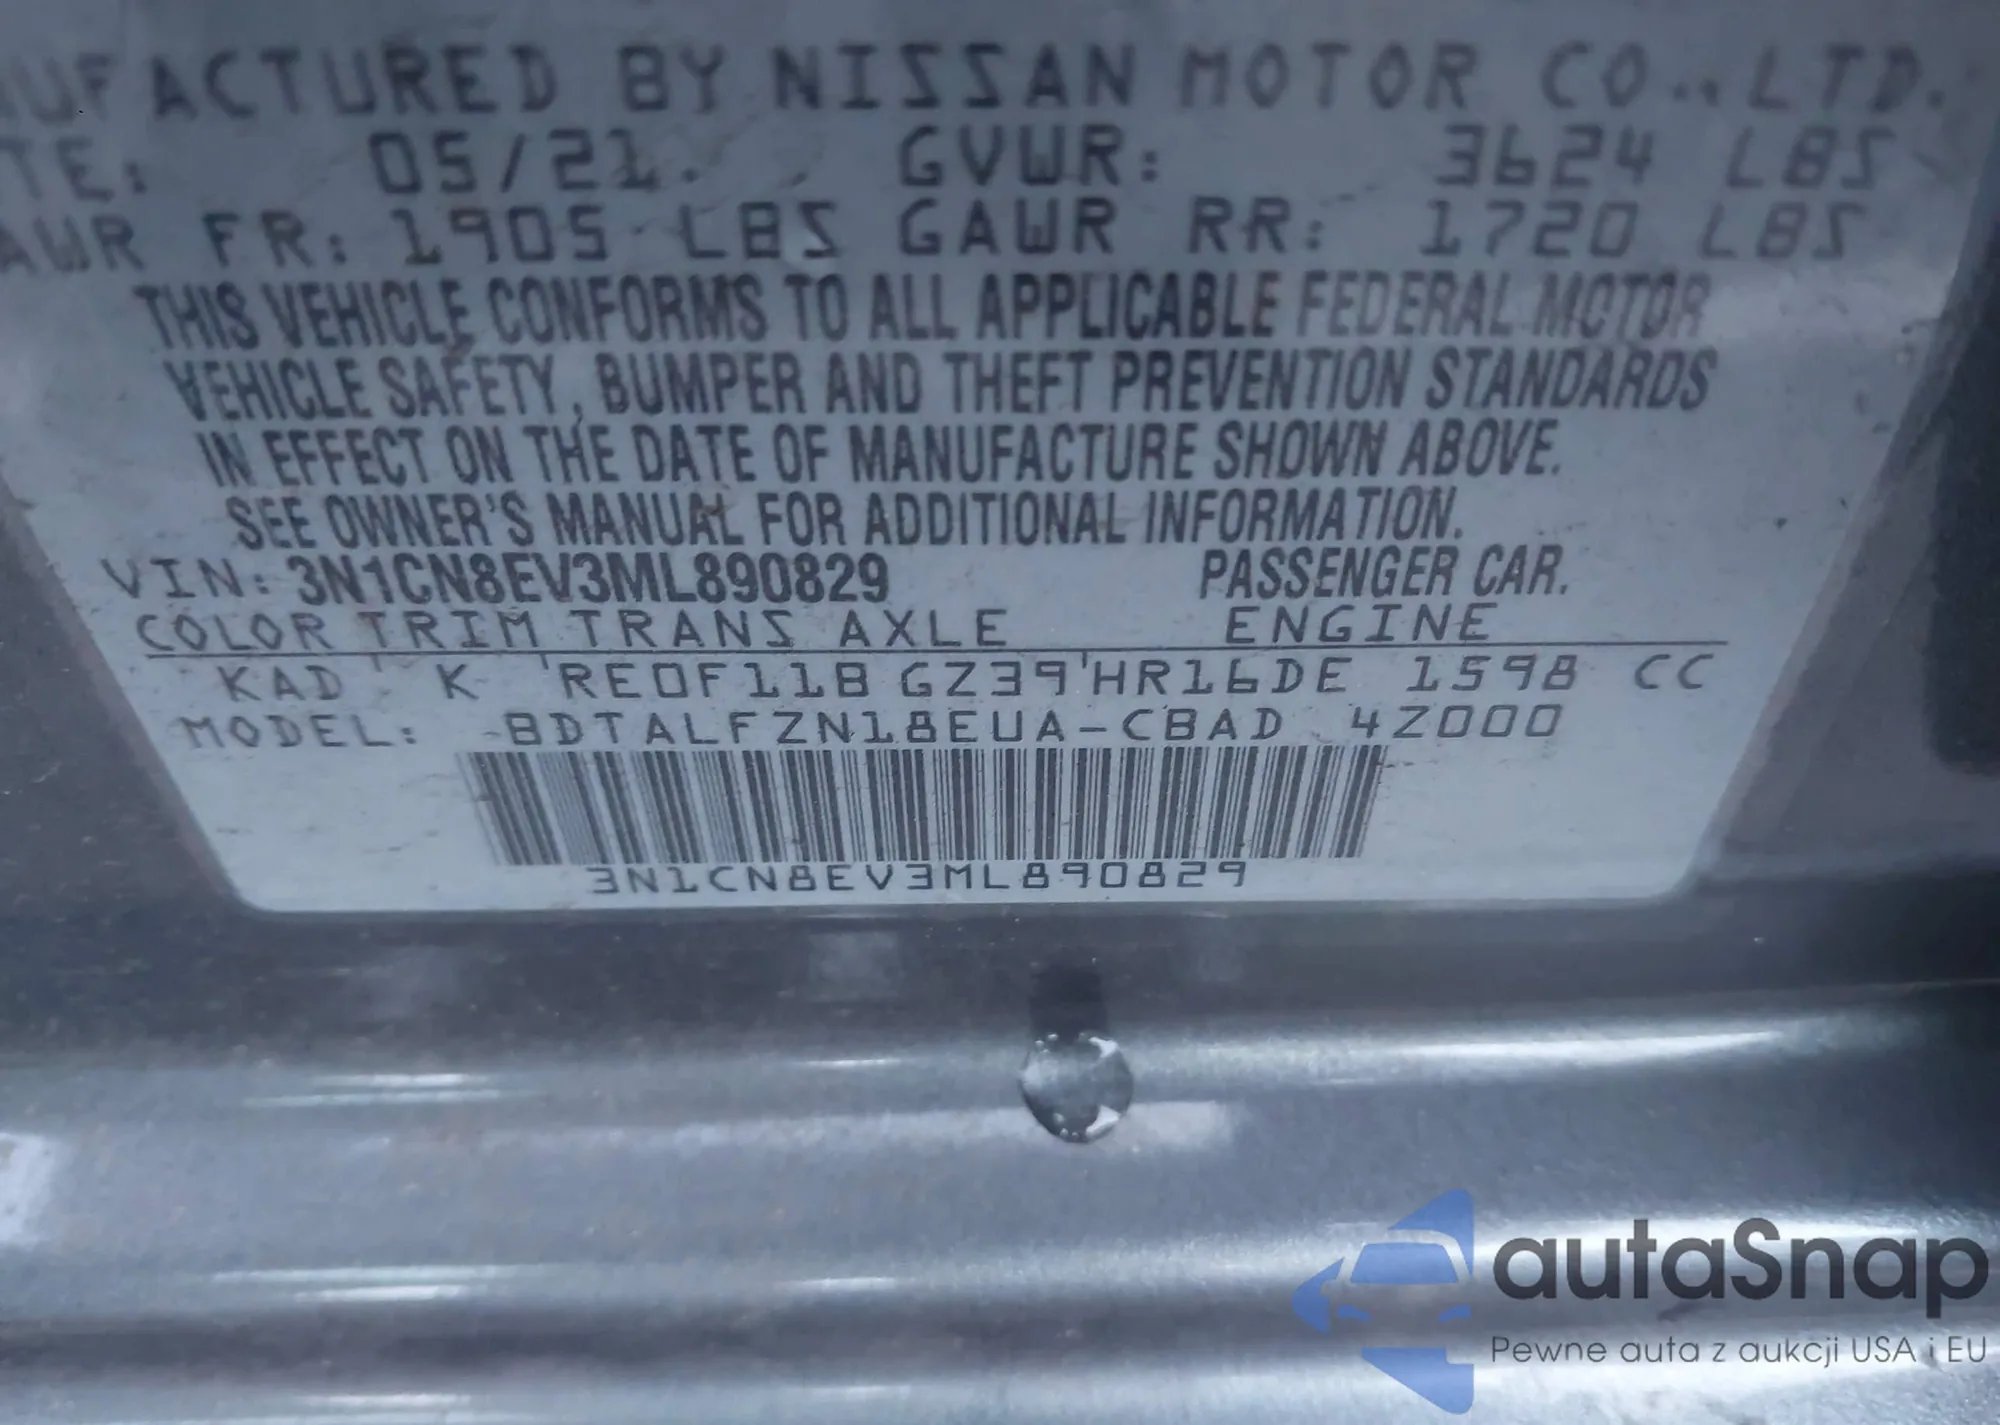 UFACTURED BY NISSAN MOTOR CO., LTD.
TE: 05/21. GVWR: 3624 LBS
AWR FR: 1905 LBS GAWR RR: 1720 LBS
THIS VEHICLE CONFORMS TO ALL APPLICABLE FEDERAL MOTOR
VEHICLE SAFETY, BUMPER AND THEFT PREVENTION STANDARDS
IN EFFECT ON THE DATE OF MANUFACTURE SHOWN ABOVE.
SEE OWNER'S MANUAL FOR ADDITIONAL INFORMATION.
VIN: 3N1CN8EV3ML890829 PASSENGER CAR.
COLOR TRIM TRANS AXLE ENGINE
KAD K RE0F11B GZ39 HR16DE 1598 CC
MODEL: BDTALFZN18EUA-CBAD 4Z000
3N1CN8EV3ML890829
autaSnap
Pewne auta z aukcji USA i EU